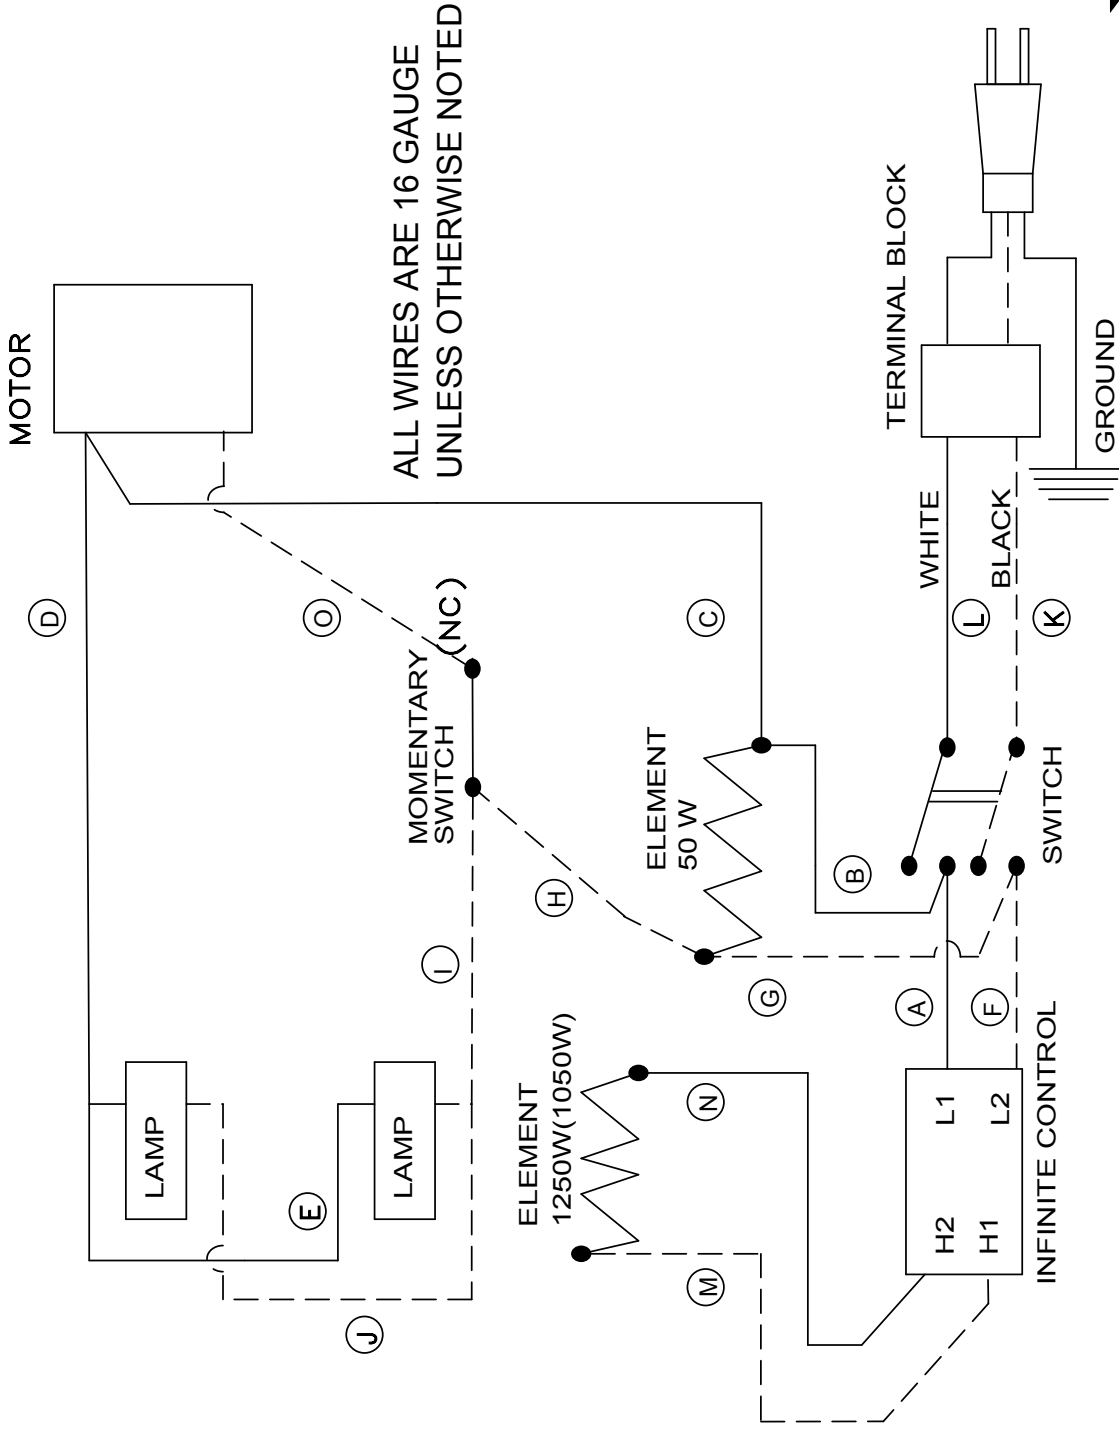 MOTOR
ALL WIRES ARE 16 GAUGE
UNLESS OTHERWISE NOTED
D
O
MOMENTARY
SWITCH
(NC)
I
H
LAMP
LAMP
E
J
ELEMENT
1250W(1050W)
N
M
ELEMENT
50 W
C
B
G
TERMINAL BLOCK
GROUND
WHITE
BLACK
L
K
SWITCH
A
F
H2
L1
H1
L2
INFINITE CONTROL